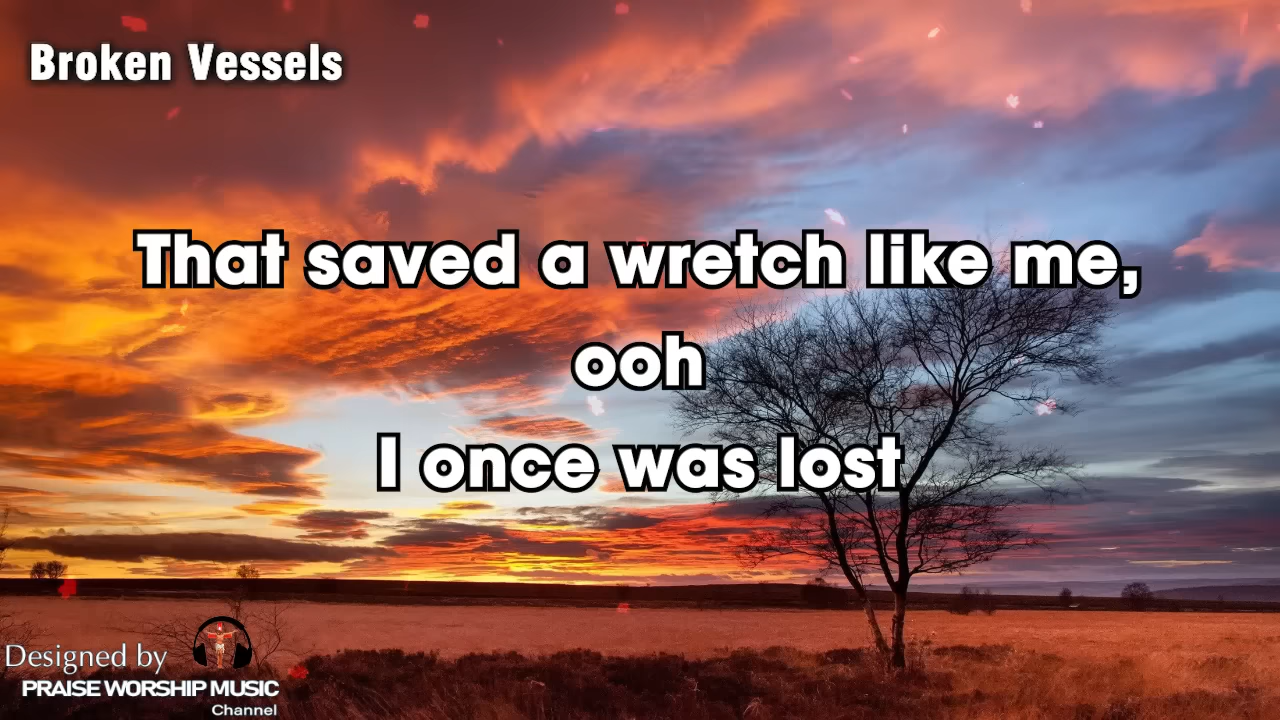 Broken Vessels
That saved a wretch like me,
ooh
I once was lost
Designed by
PRAISE WORSHIP MUSIC
Channel